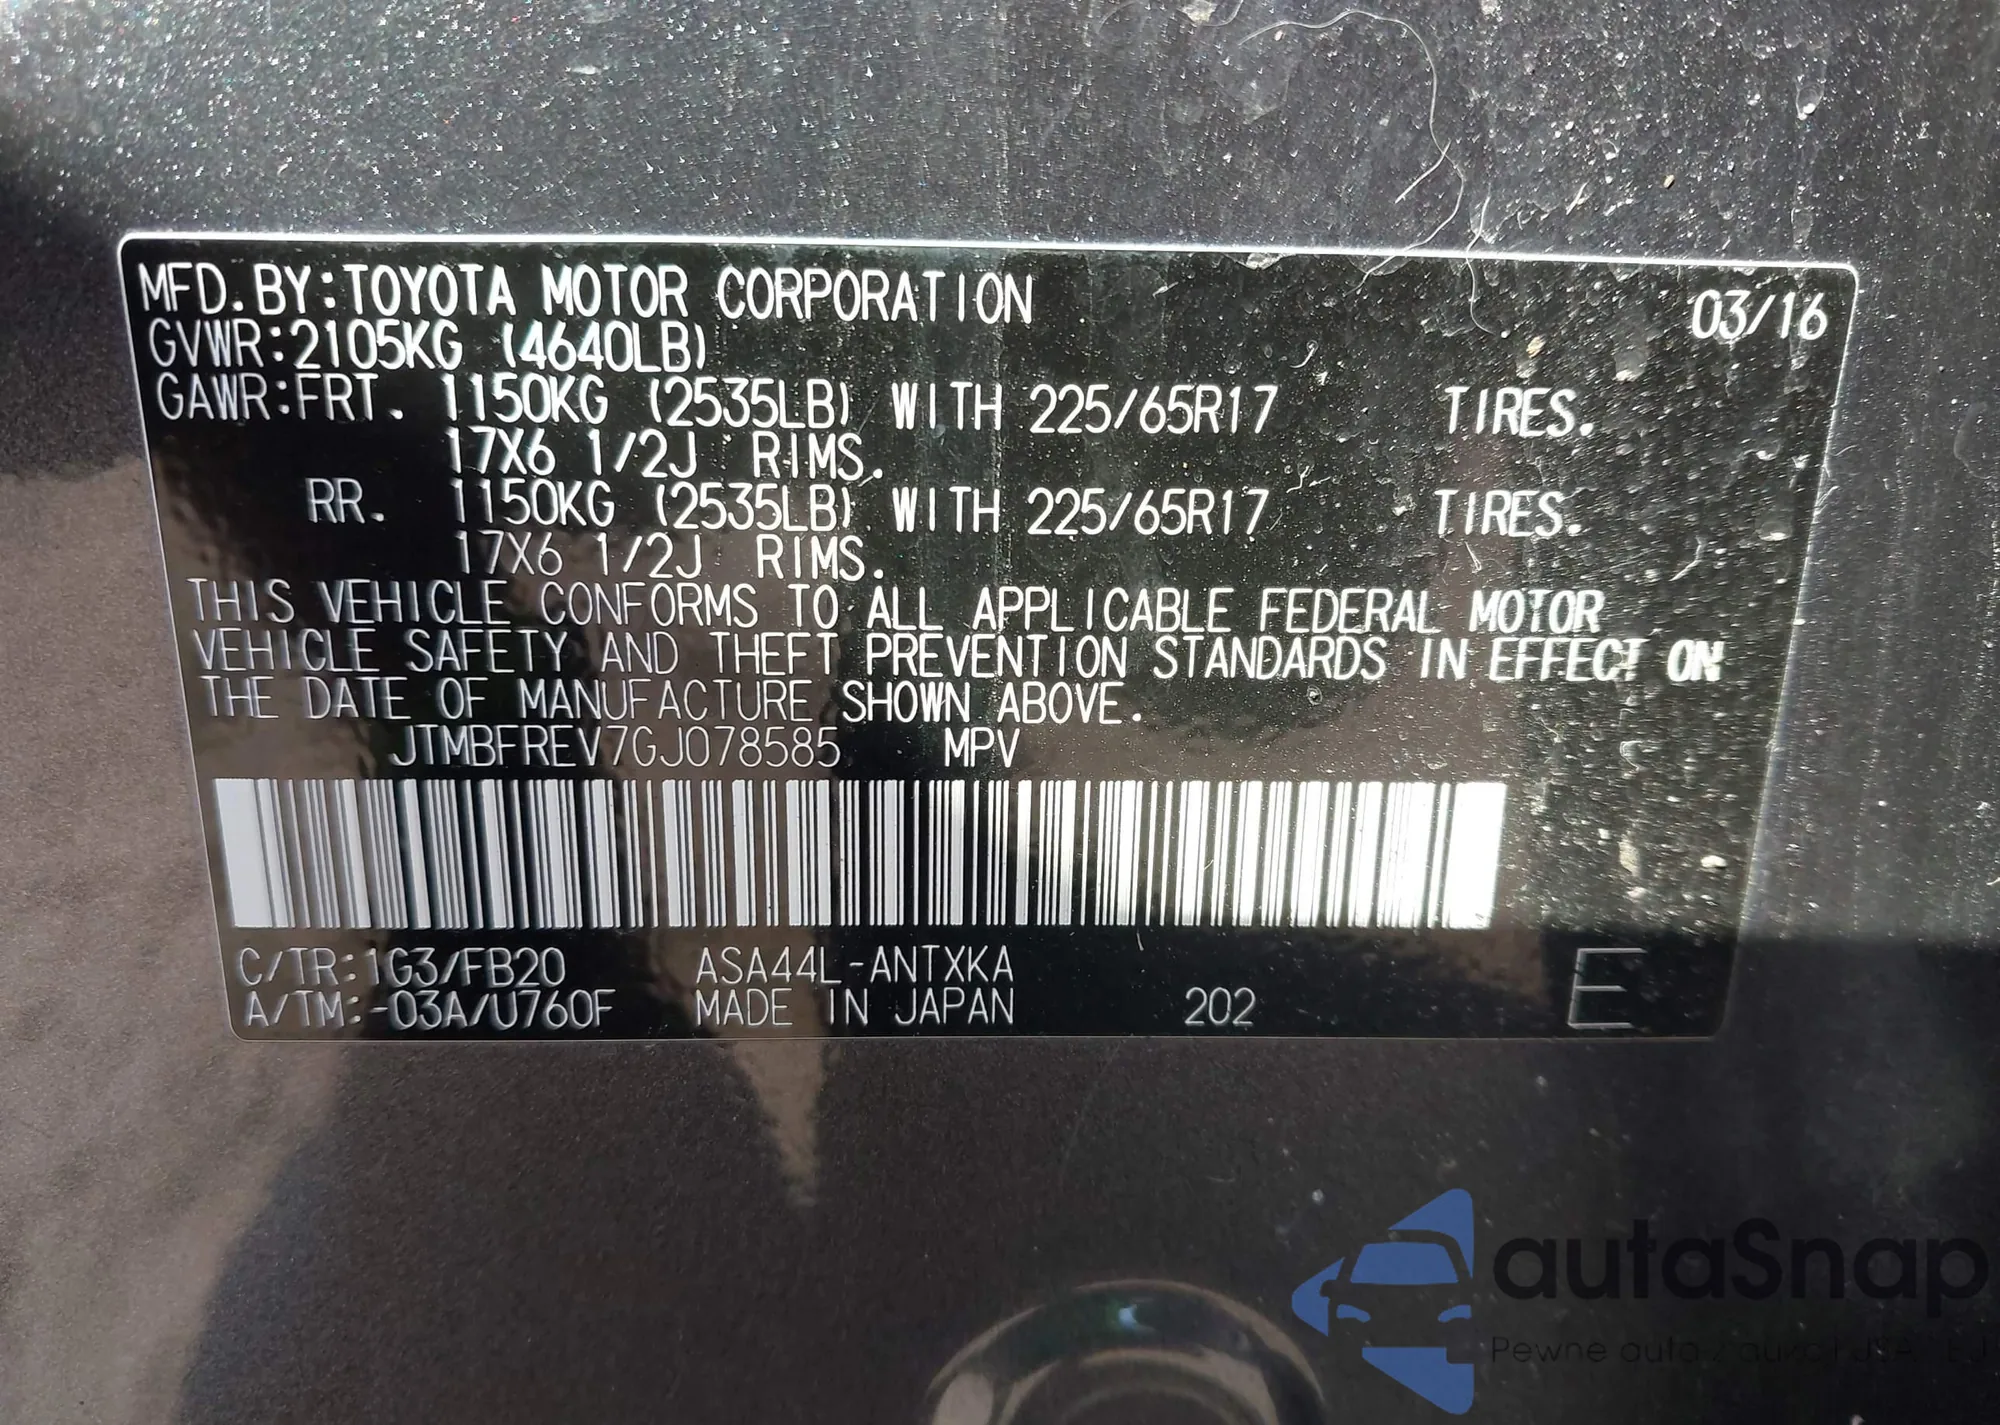 MFD.BY:TOYOTA MOTOR CORPORATION 03/16
GVWR:2105KG (4640LB)
GAWR:FRT. 1150KG (2535LB) WITH 225/65R17 TIRES.
17X6 1/2J RIMS.
RR. 1150KG (2535LB) WITH 225/65R17 TIRES.
17X6 1/2J RIMS.
THIS VEHICLE CONFORMS TO ALL APPLICABLE FEDERAL MOTOR
VEHICLE SAFETY AND THEFT PREVENTION STANDARDS IN EFFECT ON
THE DATE OF MANUFACTURE SHOWN ABOVE.
JTMBFREV7GJ078585 MPV
C/TR:1G3/FB20 ASA44L-ANTXKA
A/TM:-03A/U760F MADE IN JAPAN 202 E
autaSnap
Pewne auta